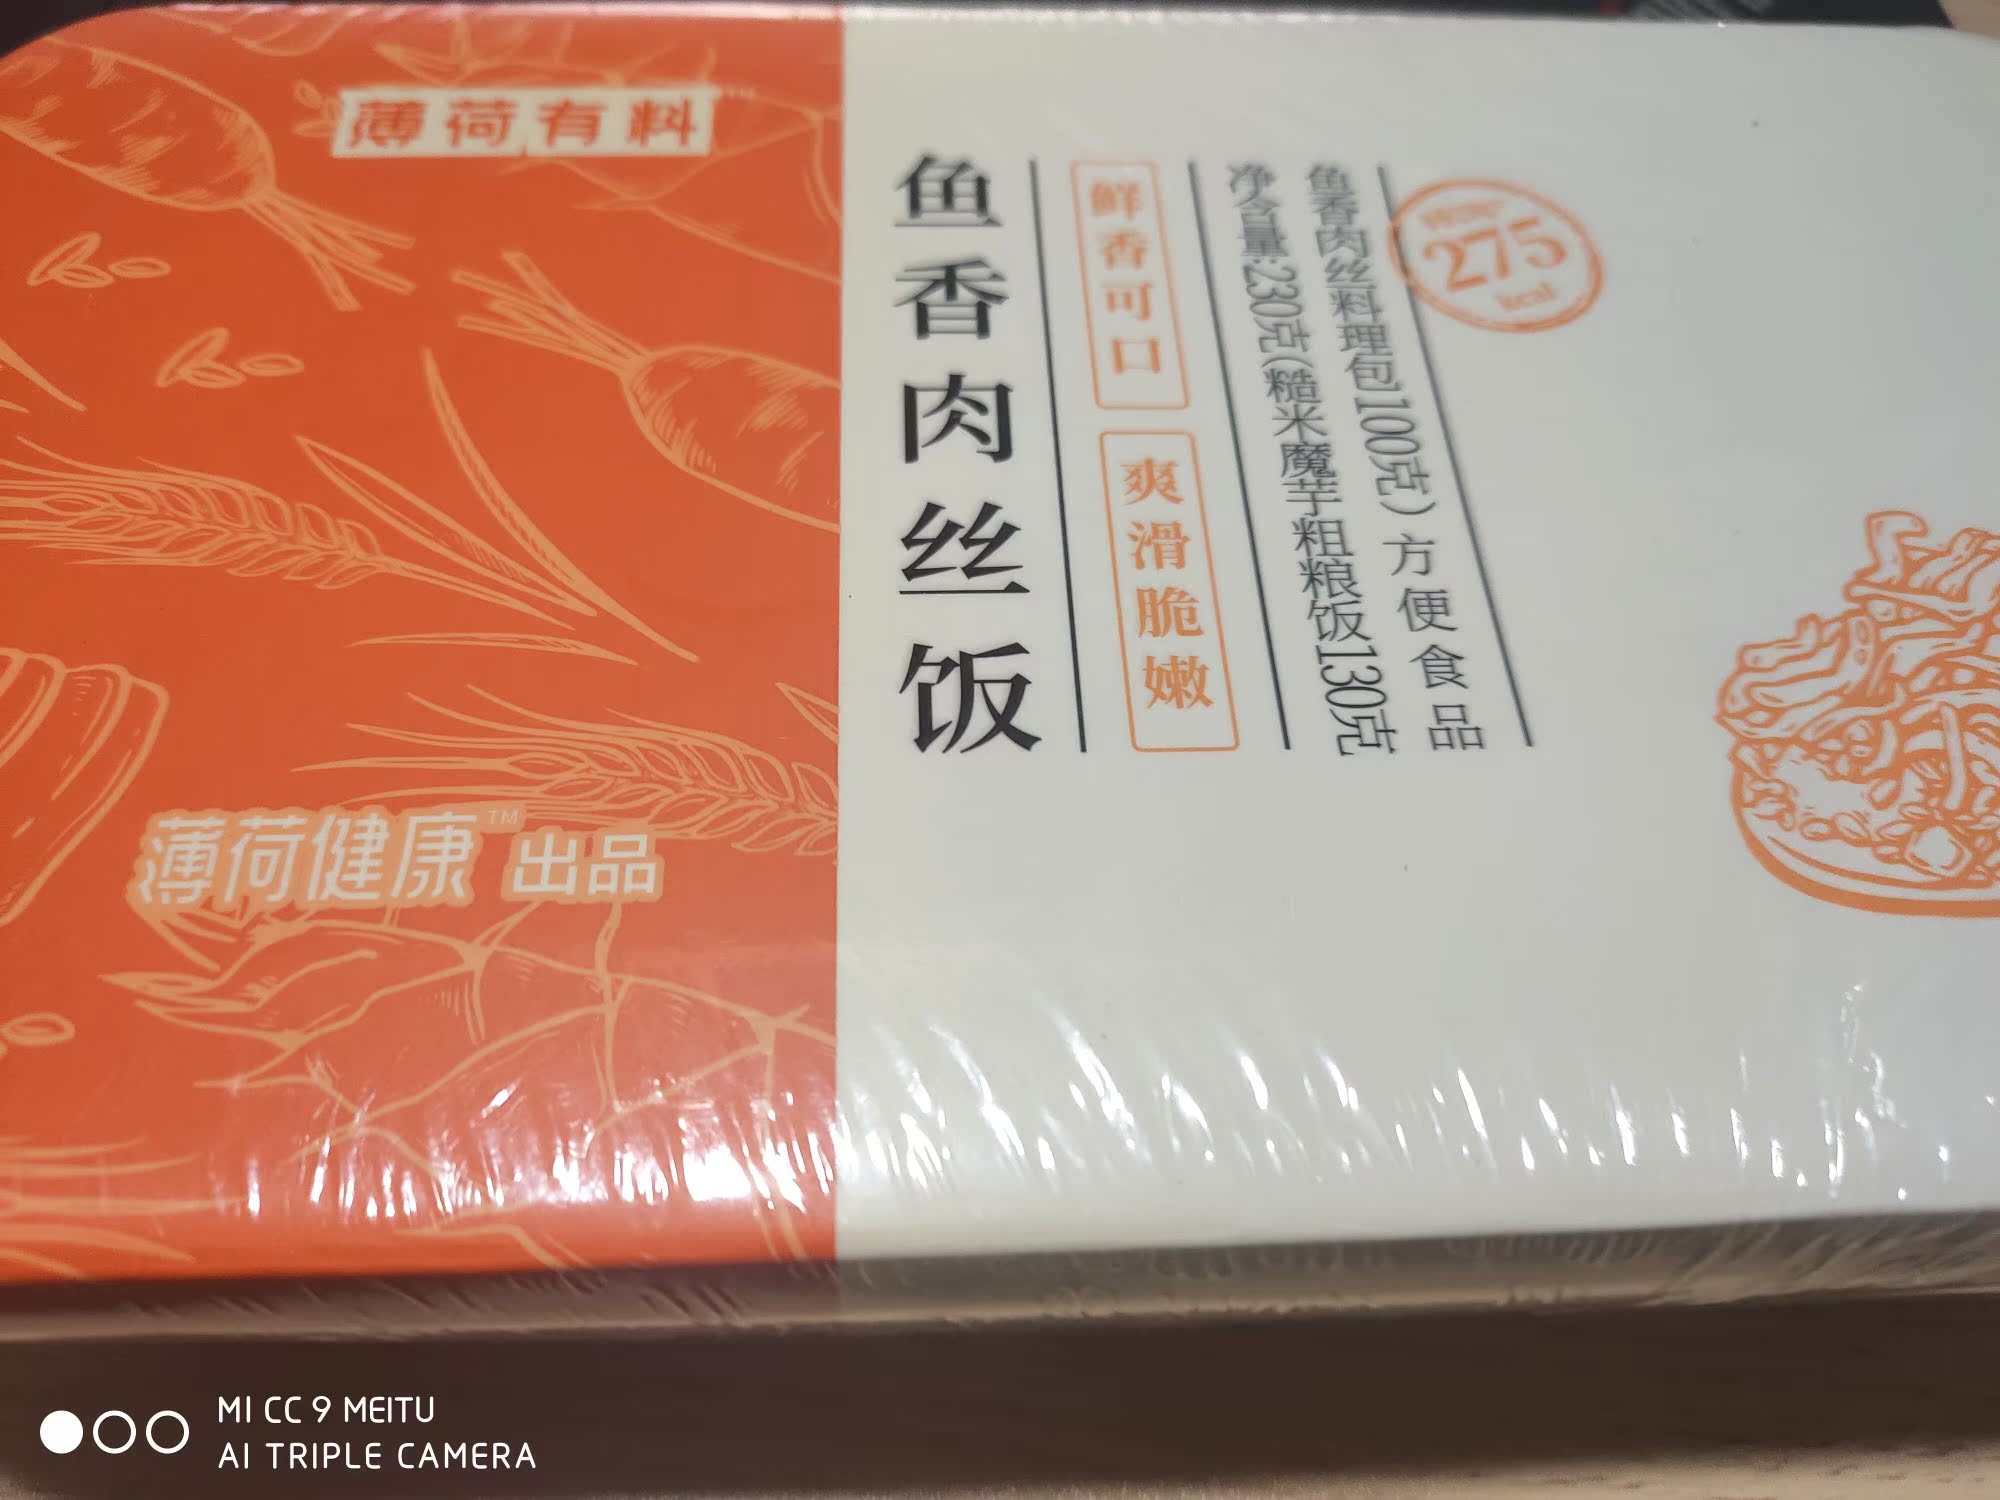 薄荷有料
鱼香肉丝饭
鲜香可口
爽滑脆嫩
净含量:230克(糙米魔芋粗粮饭130克
鱼香肉丝料理包100克) 方便食品
275
kcal
薄荷健康™ 出品
MI CC 9 MEITU
AI TRIPLE CAMERA